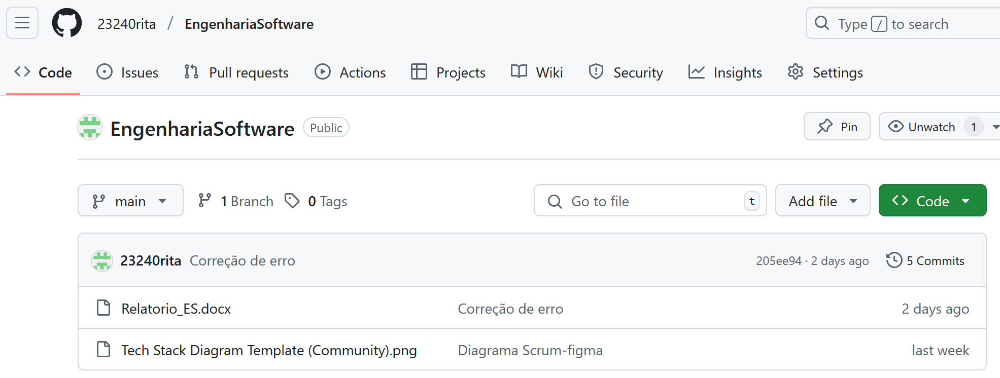 23240rita / EngenhariaSoftware
Type / to search
Code
Issues
Pull requests
Actions
Projects
Wiki
Security
Insights
Settings
EngenhariaSoftware
Public
Pin
Unwatch 1
main
1 Branch
0 Tags
Go to file t
Add file
Code
23240rita Correção de erro 205ee94 · 2 days ago 5 Commits
Relatorio_ES.docx Correção de erro 2 days ago
Tech Stack Diagram Template (Community).png Diagrama Scrum-figma last week